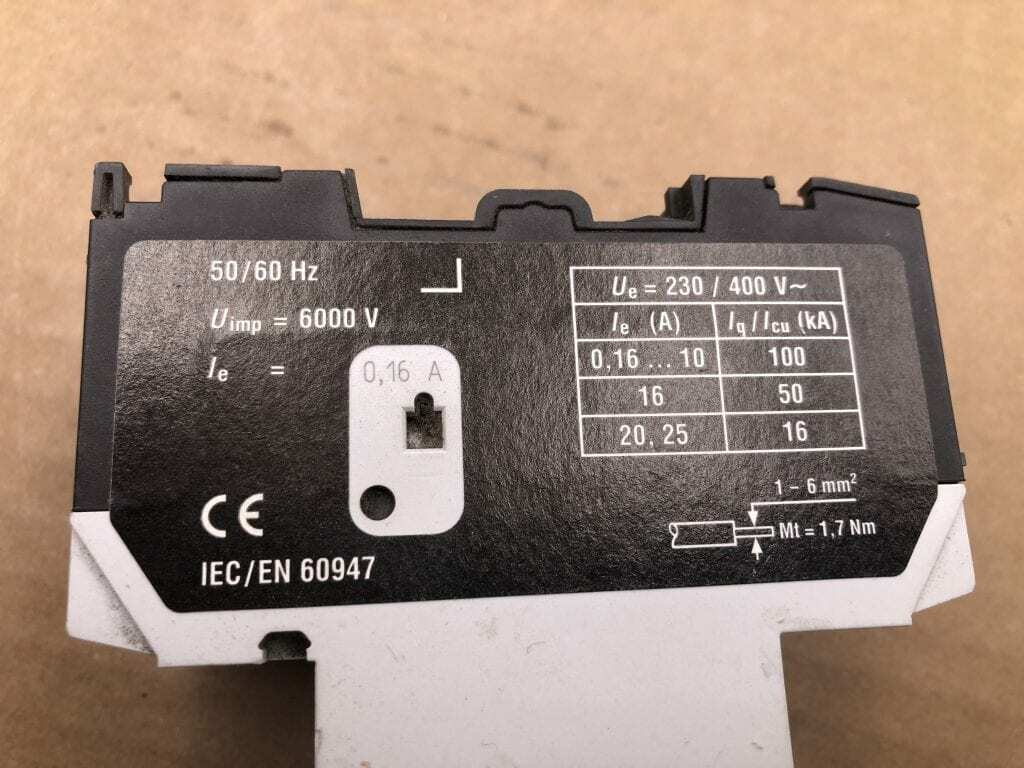 50/60 Hz
Uimp = 6000 V
Ie =
0,16 A
CE
IEC/EN 60947
Ue = 230 / 400 V~
Ie (A) Iq / Icu (kA)
0,16 ... 10 100
16 50
20, 25 16
1 – 6 mm²
Mt = 1,7 Nm